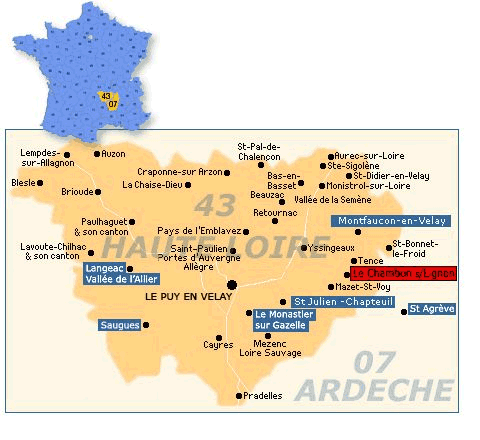 43
07
Lempdes-
sur-Allagnon
Auzon
St-Pal-de-
Chalençon
Aurec-sur-Loire
Ste-Sigolène
Craponne-sur Arzon
Bas-en-
Basset
St-Didier-en-Velay
Blesle
Brioude
La Chaise-Dieu
Monistrol-sur-Loire
Beauzac
Vallée de la Semène
43
Retournac
Paulhaguet
& son canton
Pays de l'Emblavez
Montfaucon-en-Velay
HAUTE LOIRE
Lavoute-Chilhac
& son canton
Saint-Paulien
Portes d'Auvergne
Allègre
Yssingeaux
St-Bonnet-
le-Froid
Tence
Langeac
Vallée de l'Allier
Le Chambon s/Lignon
LE PUY EN VELAY
Mazet-St-Voy
St Julien -Chapteuil
St Agrève
Saugues
Le Monastier
sur Gazelle
Cayres
Mezenc
Loire Sauvage
07
ARDECHE
Pradelles